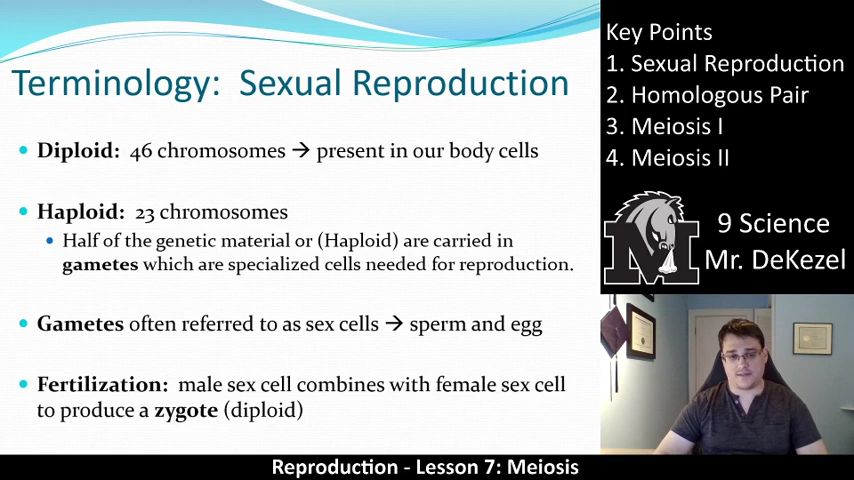 Terminology:  Sexual Reproduction
• Diploid:  46 chromosomes → present in our body cells
• Haploid:  23 chromosomes
• Half of the genetic material or (Haploid) are carried in
gametes which are specialized cells needed for reproduction.
• Gametes often referred to as sex cells → sperm and egg
• Fertilization:  male sex cell combines with female sex cell
to produce a zygote (diploid)
Key Points
1. Sexual Reproduction
2. Homologous Pair
3. Meiosis I
4. Meiosis II
M
9 Science
Mr. DeKezel
Reproduction - Lesson 7: Meiosis